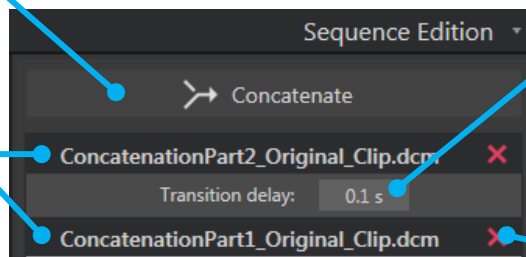 Sequence Edition
Concatenate
ConcatenationPart2_Original_Clip.dcm
Transition delay: 0.1 s
ConcatenationPart1_Original_Clip.dcm